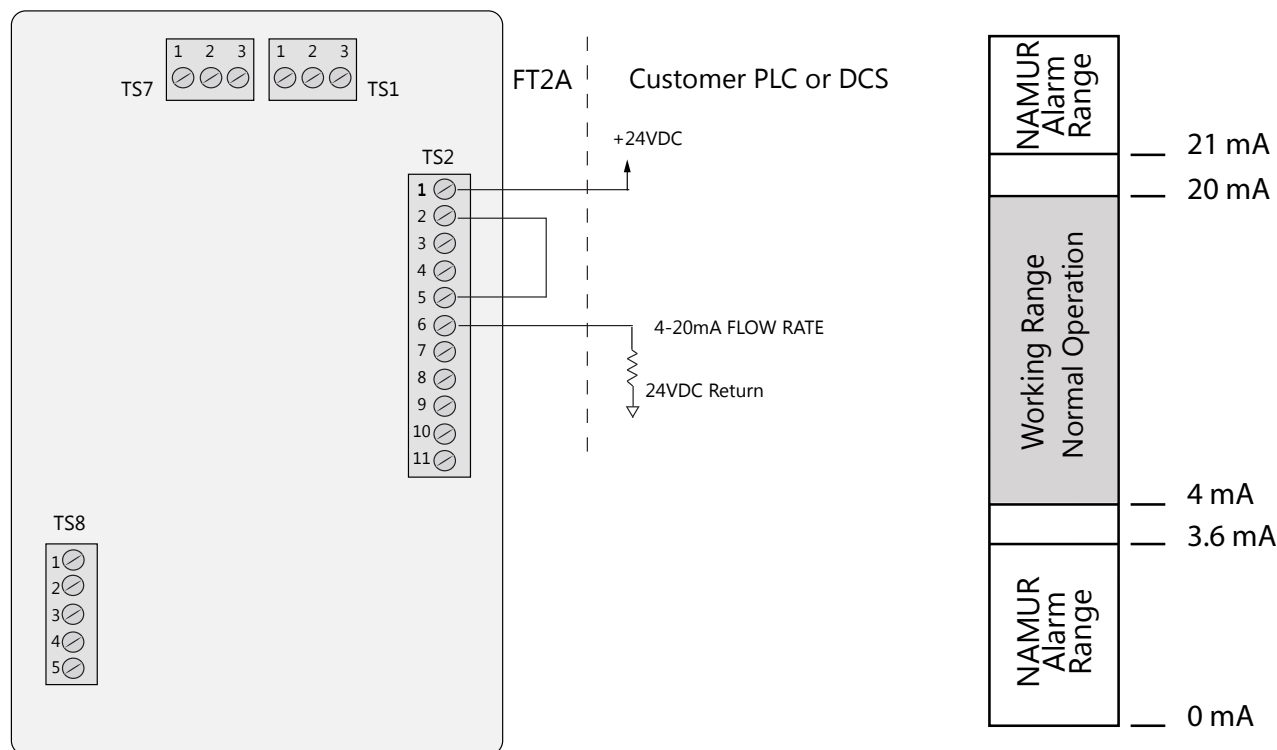 1 2 3
1 2 3
TS7
TS1
FT2A
Customer PLC or DCS
+24VDC
TS2
1
2
3
4
5
6
7
8
9
10
11
4-20mA FLOW RATE
24VDC Return
TS8
1
2
3
4
5
NAMUR
Alarm
Range
21 mA
20 mA
Working Range
Normal Operation
4 mA
3.6 mA
NAMUR
Alarm
Range
0 mA